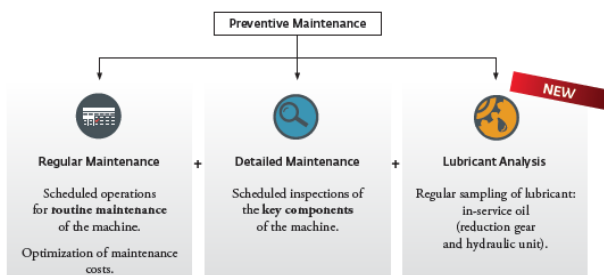 Preventive Maintenance
NEW
Regular Maintenance
+
Detailed Maintenance
+
Lubricant Analysis
Scheduled operations
for routine maintenance
of the machine.
Optimization of maintenance
costs.
Scheduled inspections of
the key components
of the machine.
Regular sampling of lubricant:
in-service oil
(reduction gear
and hydraulic unit).